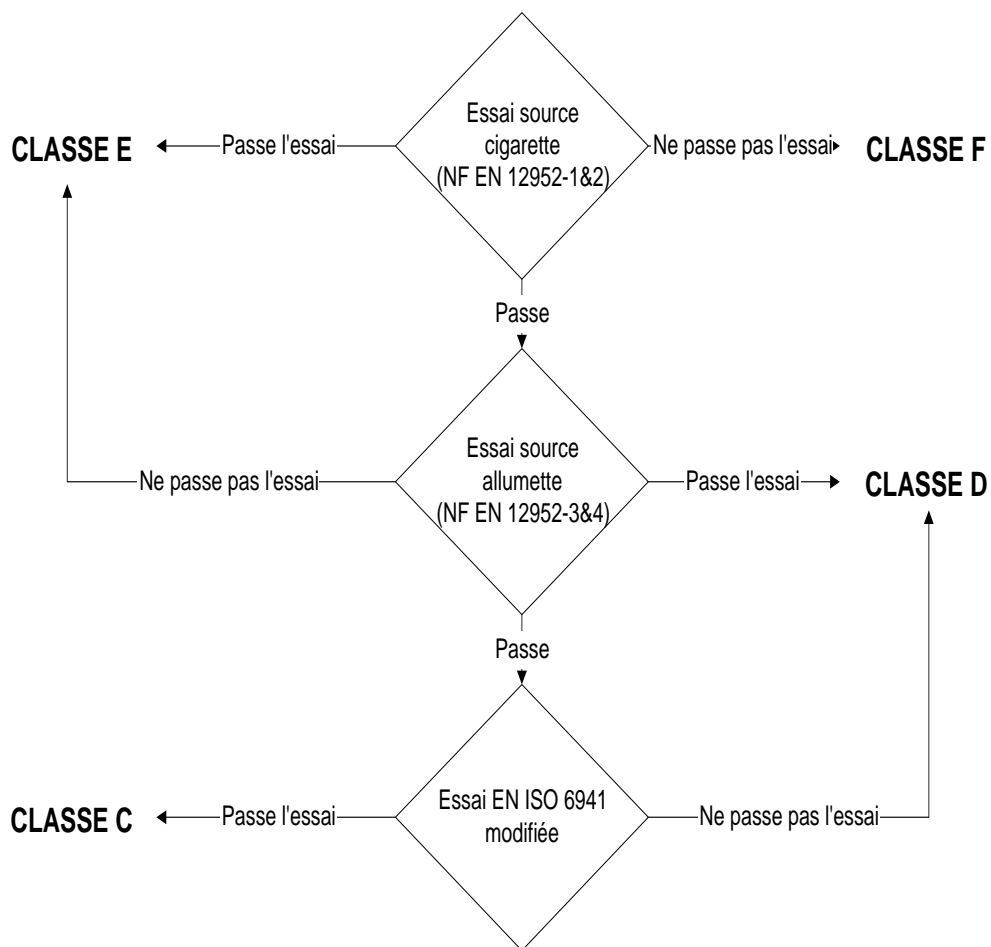 Essai source
cigarette
(NF EN 12952-1&2)
CLASSE E
Passe l'essai
Ne passe pas l'essai
CLASSE F
Passe
Essai source
allumette
(NF EN 12952-3&4)
Ne passe pas l'essai
Passe l'essai
CLASSE D
Passe
Essai EN ISO 6941
modifiée
CLASSE C
Passe l'essai
Ne passe pas l'essai